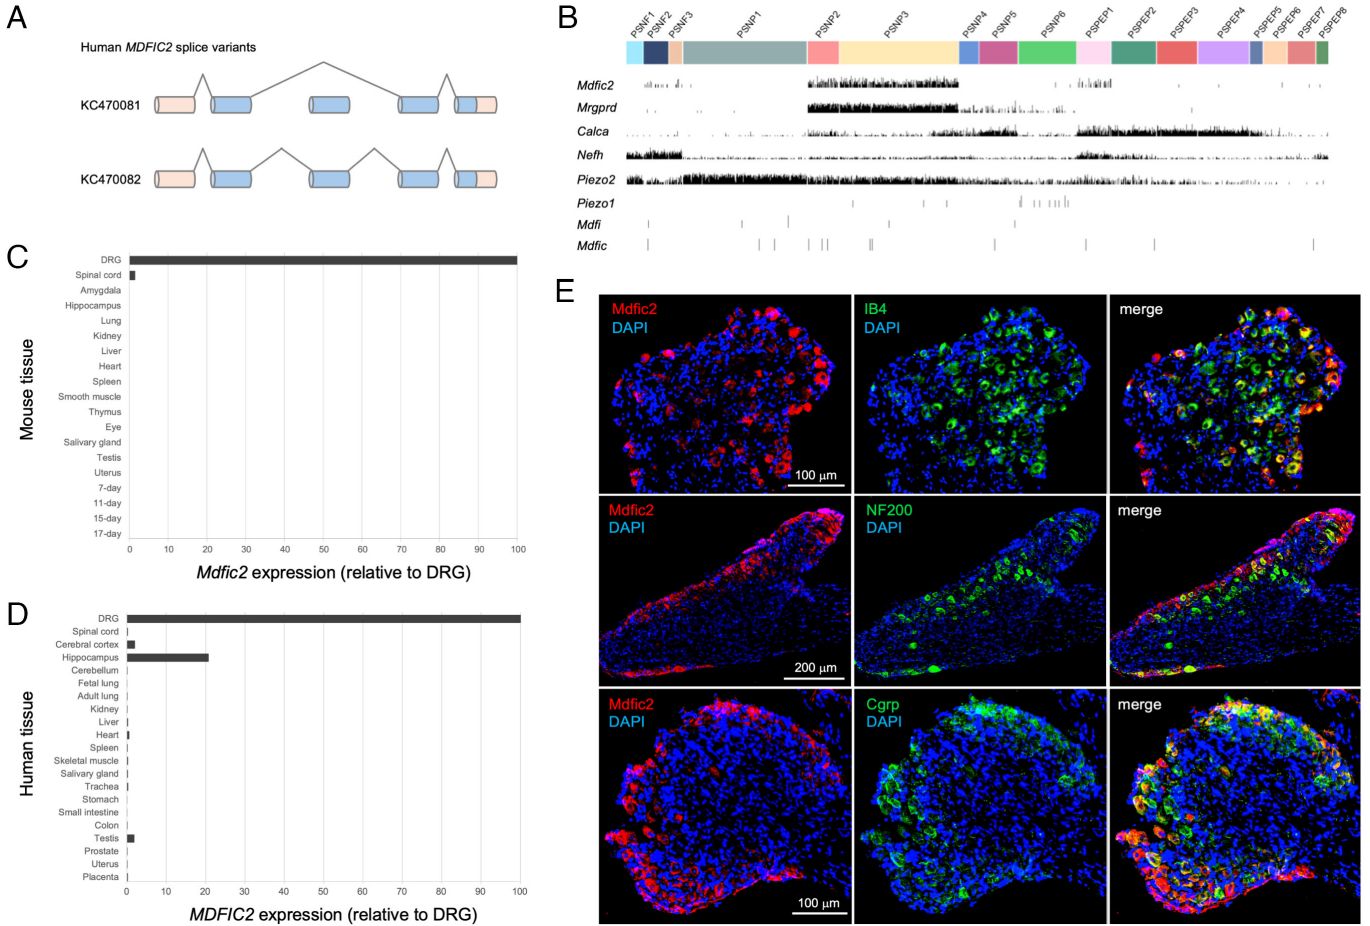 A
Human MDFIC2 splice variants
KC470081
KC470082
B
PSNF1
PSNF2
PSNF3
PSNP1
PSNP2
PSNP3
PSNP4
PSNP5
PSNP6
PSPEP1
PSPEP2
PSPEP3
PSPEP4
PSPEP5
PSPEP6
PSPEP7
PSPEP8
Mdfic2
Mrgprd
Calca
Nefh
Piezo2
Piezo1
Mdfi
Mdfic
C
Mouse tissue
DRG
Spinal cord
Amygdala
Hippocampus
Lung
Kidney
Liver
Heart
Spleen
Smooth muscle
Thymus
Eye
Salivary gland
Testis
Uterus
7-day
11-day
15-day
17-day
0 10 20 30 40 50 60 70 80 90 100
Mdfic2 expression (relative to DRG)
D
Human tissue
DRG
Spinal cord
Cerebral cortex
Hippocampus
Cerebellum
Fetal lung
Adult lung
Kidney
Liver
Heart
Spleen
Skeletal muscle
Salivary gland
Trachea
Stomach
Small intestine
Colon
Testis
Prostate
Uterus
Placenta
0 10 20 30 40 50 60 70 80 90 100
MDFIC2 expression (relative to DRG)
E
Mdfic2
DAPI
100 µm
IB4
DAPI
merge
Mdfic2
DAPI
200 µm
NF200
DAPI
merge
Mdfic2
DAPI
100 µm
Cgrp
DAPI
merge